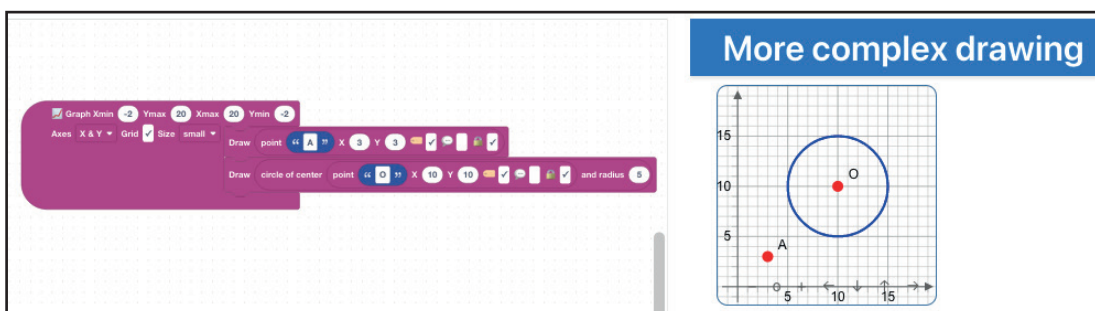 More complex drawing
Graph Xmin -2 Ymax 20 Xmax 20 Ymin -2
Axes X & Y Grid Size small
Draw point “ A ” X 3 Y 3
Draw circle of center point “ O ” X 10 Y 10 and radius 5
15
10
5
O
A
5 10 15